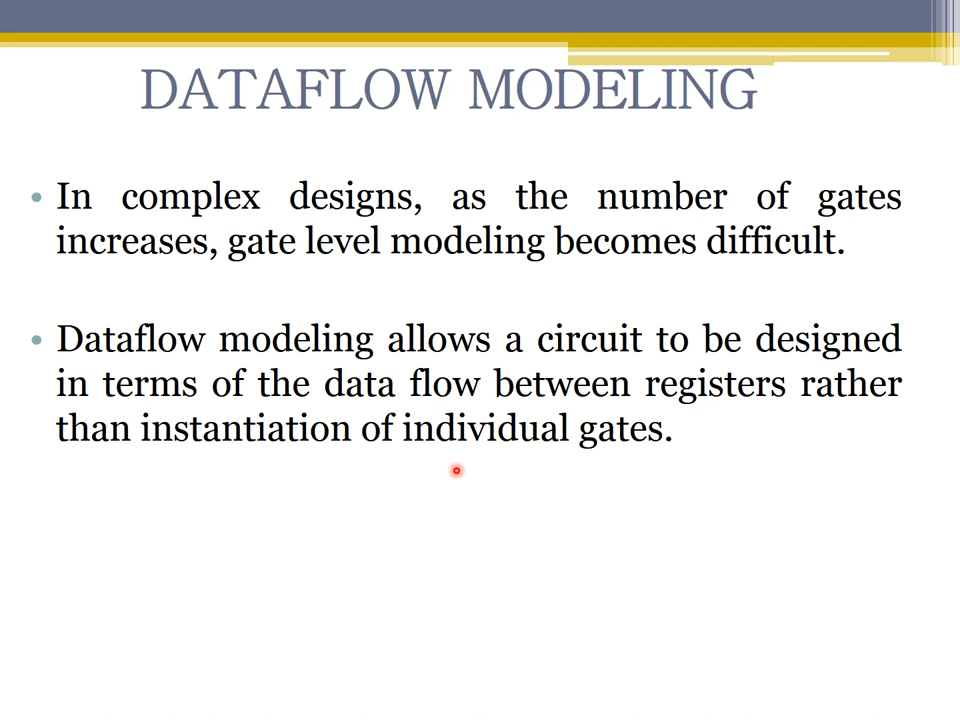 DATAFLOW MODELING
• In complex designs, as the number of gates
increases, gate level modeling becomes difficult.
• Dataflow modeling allows a circuit to be designed
in terms of the data flow between registers rather
than instantiation of individual gates.